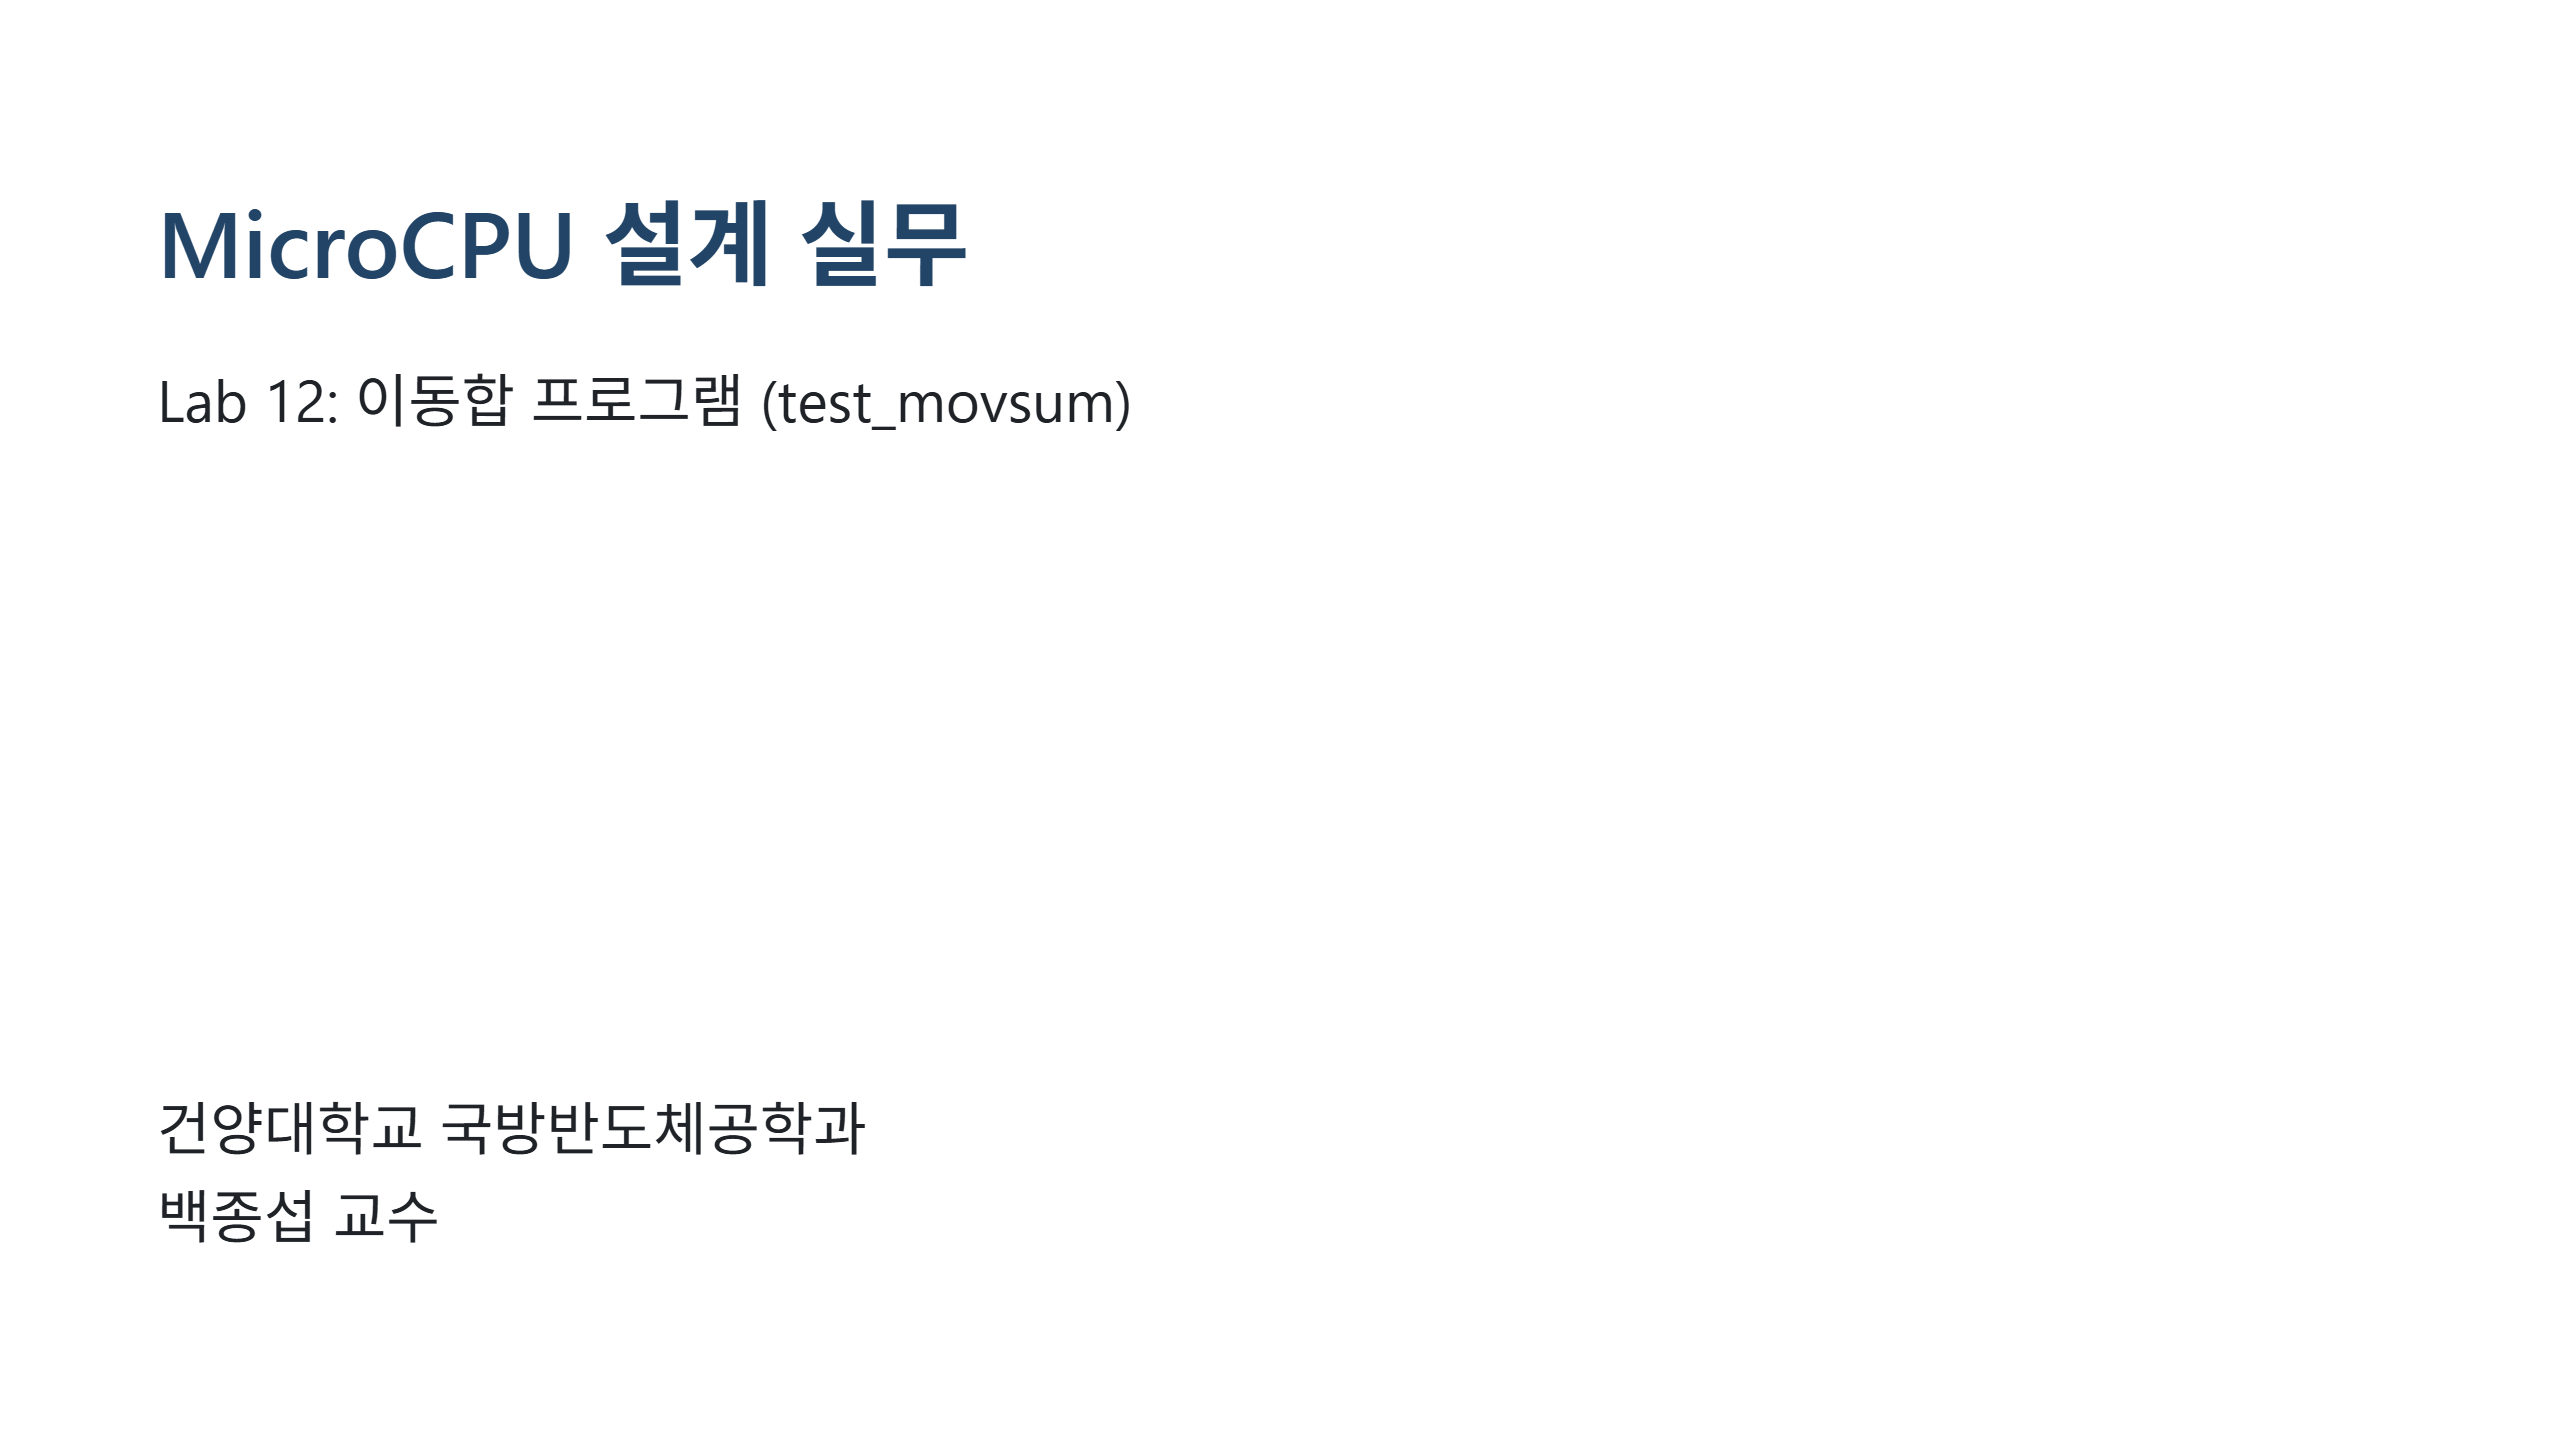 MicroCPU 설계 실무
Lab 12: 이동합 프로그램 (test_movsum)
건양대학교 국방반도체공학과
백종섭 교수